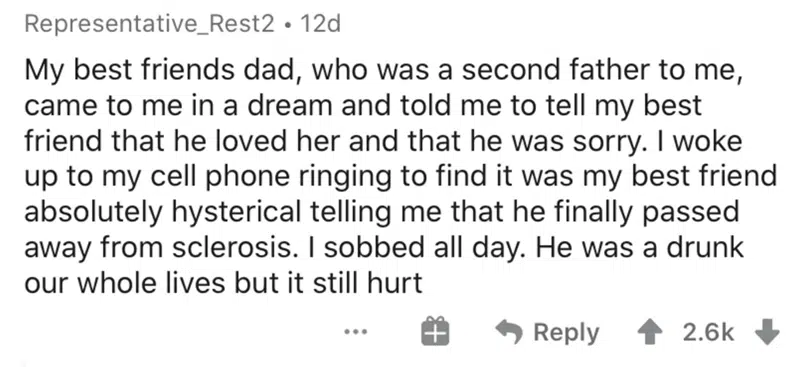 Representative_Rest2 • 12d
My best friends dad, who was a second father to me,
came to me in a dream and told me to tell my best
friend that he loved her and that he was sorry. I woke
up to my cell phone ringing to find it was my best friend
absolutely hysterical telling me that he finally passed
away from sclerosis. I sobbed all day. He was a drunk
our whole lives but it still hurt
Reply 2.6k